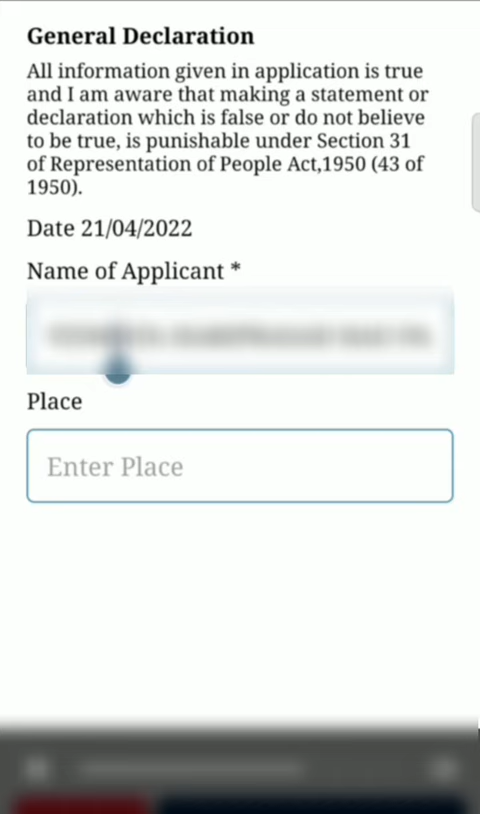 General Declaration
All information given in application is true
and I am aware that making a statement or
declaration which is false or do not believe
to be true, is punishable under Section 31
of Representation of People Act,1950 (43 of
1950).
Date 21/04/2022
Name of Applicant *
Place
Enter Place